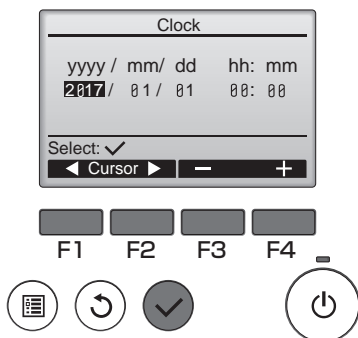 Clock
yyyy / mm/ dd hh: mm
2017/ 01/ 01 00: 00
Select: ✓
◀ Cursor ▶ − +
F1 F2 F3 F4